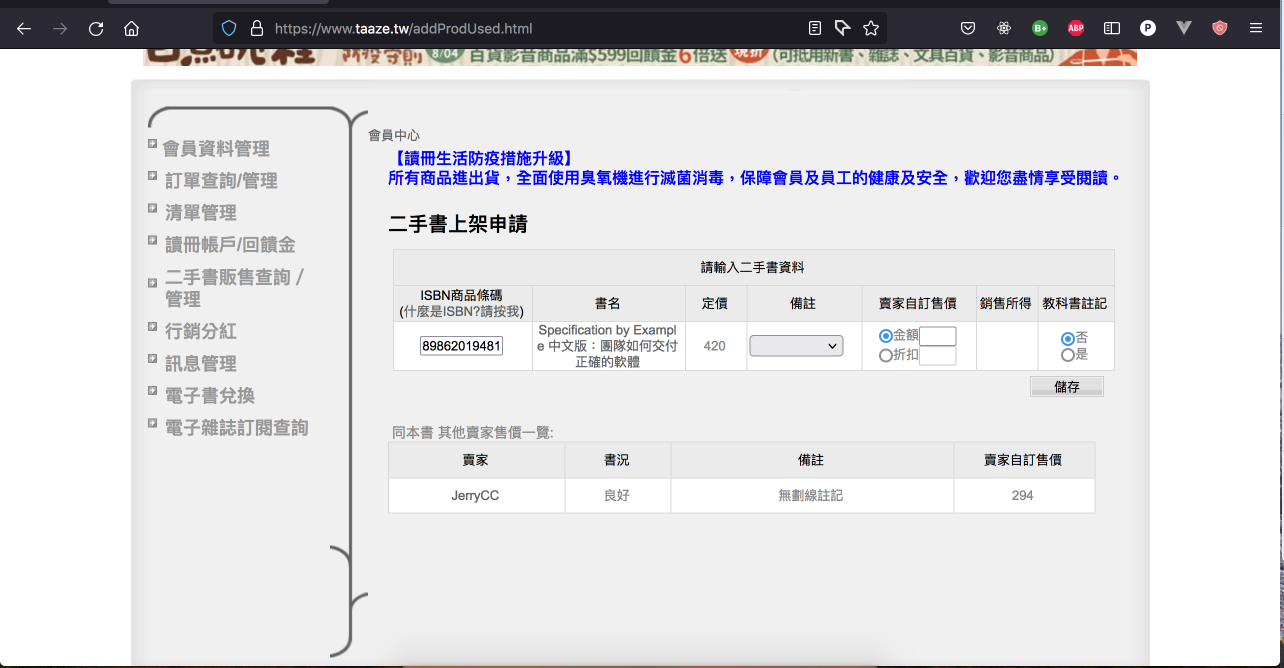 https://www.taaze.tw/addProdUsed.html
8/04 百貨影音商品滿$599回饋金6倍送 現折 (可抵用新書、雜誌、文具百貨、影音商品)
會員資料管理
訂單查詢/管理
清單管理
讀冊帳戶/回饋金
二手書販售查詢 /
管理
行銷分紅
訊息管理
電子書兌換
電子雜誌訂閱查詢
會員中心
【讀冊生活防疫措施升級】
所有商品進出貨，全面使用臭氧機進行滅菌消毒，保障會員及員工的健康及安全，歡迎您盡情享受閱讀。
二手書上架申請
請輸入二手書資料
ISBN商品條碼
(什麼是ISBN?請按我)
書名
定價
備註
賣家自訂售價
銷售所得
教科書註記
89862019481
Specification by Exampl
e 中文版：團隊如何交付
正確的軟體
420
金額
折扣
否
是
儲存
同本書 其他賣家售價一覽:
賣家
書況
備註
賣家自訂售價
JerryCC
良好
無劃線註記
294
B+
ABP
P